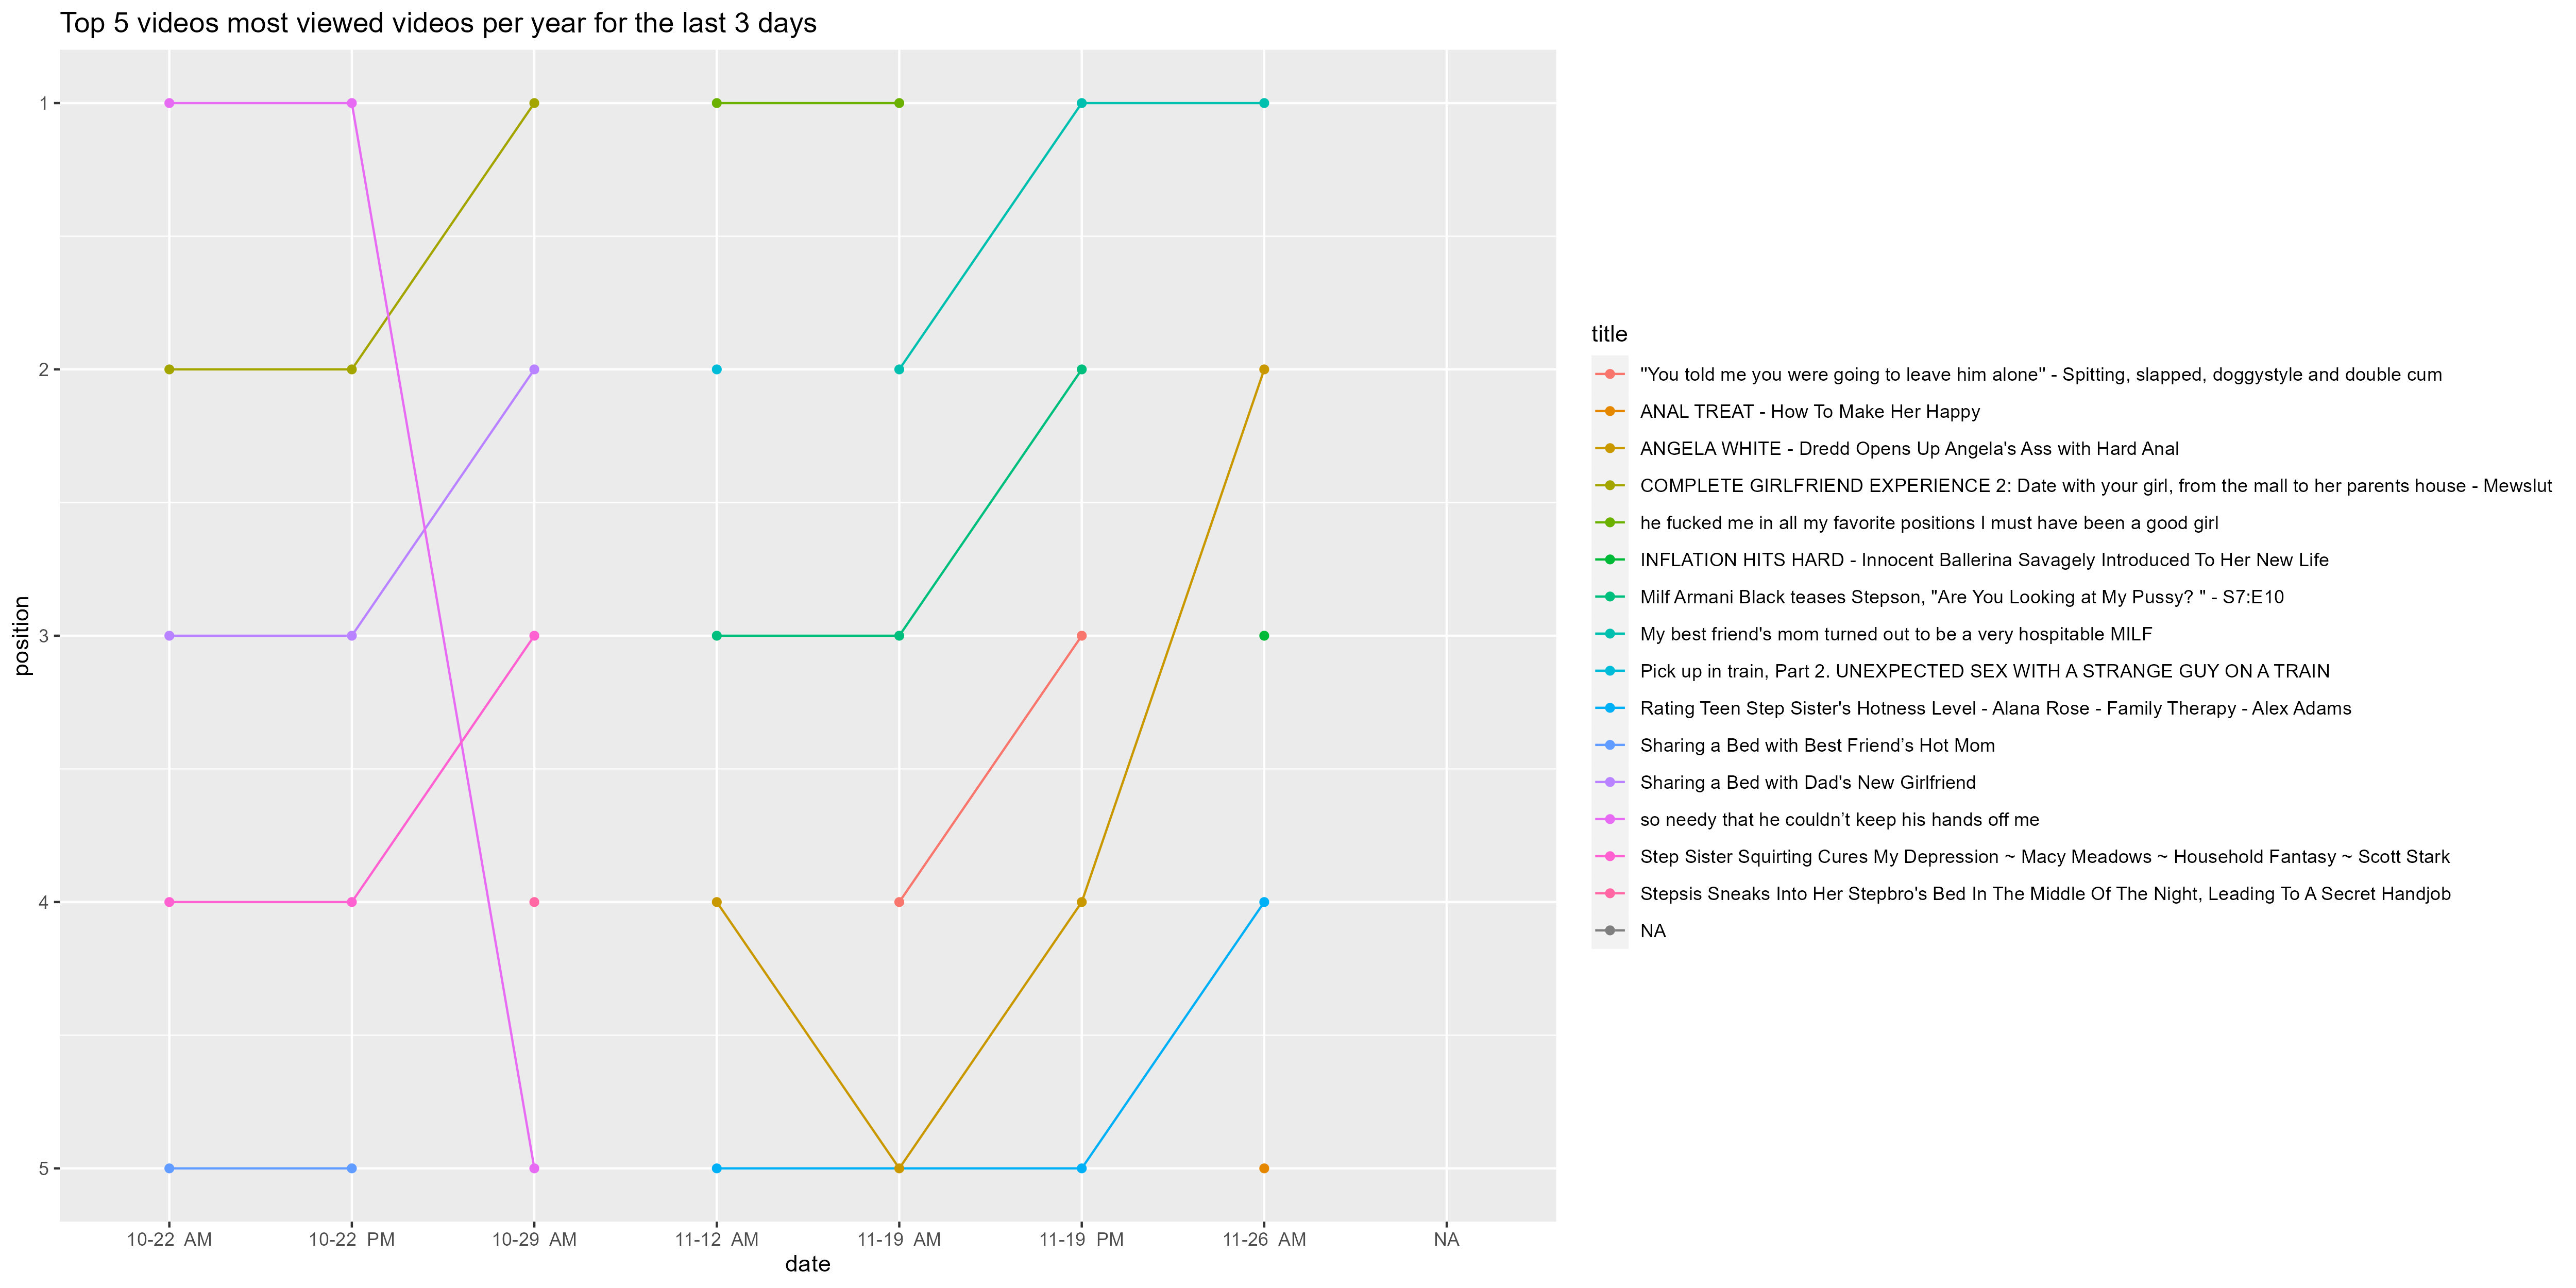 Top 5 videos most viewed videos per year for the last 3 days
position
1
2
3
4
5
10-22 AM
10-22 PM
10-29 AM
11-12 AM
11-19 AM
11-19 PM
11-26 AM
NA
date
title
"You told me you were going to leave him alone" - Spitting, slapped, doggystyle and double cum
ANAL TREAT - How To Make Her Happy
ANGELA WHITE - Dredd Opens Up Angela's Ass with Hard Anal
COMPLETE GIRLFRIEND EXPERIENCE 2: Date with your girl, from the mall to her parents house - Mewslut
he fucked me in all my favorite positions I must have been a good girl
INFLATION HITS HARD - Innocent Ballerina Savagely Introduced To Her New Life
Milf Armani Black teases Stepson, "Are You Looking at My Pussy? " - S7:E10
My best friend's mom turned out to be a very hospitable MILF
Pick up in train, Part 2. UNEXPECTED SEX WITH A STRANGE GUY ON A TRAIN
Rating Teen Step Sister's Hotness Level - Alana Rose - Family Therapy - Alex Adams
Sharing a Bed with Best Friend’s Hot Mom
Sharing a Bed with Dad's New Girlfriend
so needy that he couldn’t keep his hands off me
Step Sister Squirting Cures My Depression ~ Macy Meadows ~ Household Fantasy ~ Scott Stark
Stepsis Sneaks Into Her Stepbro's Bed In The Middle Of The Night, Leading To A Secret Handjob
NA